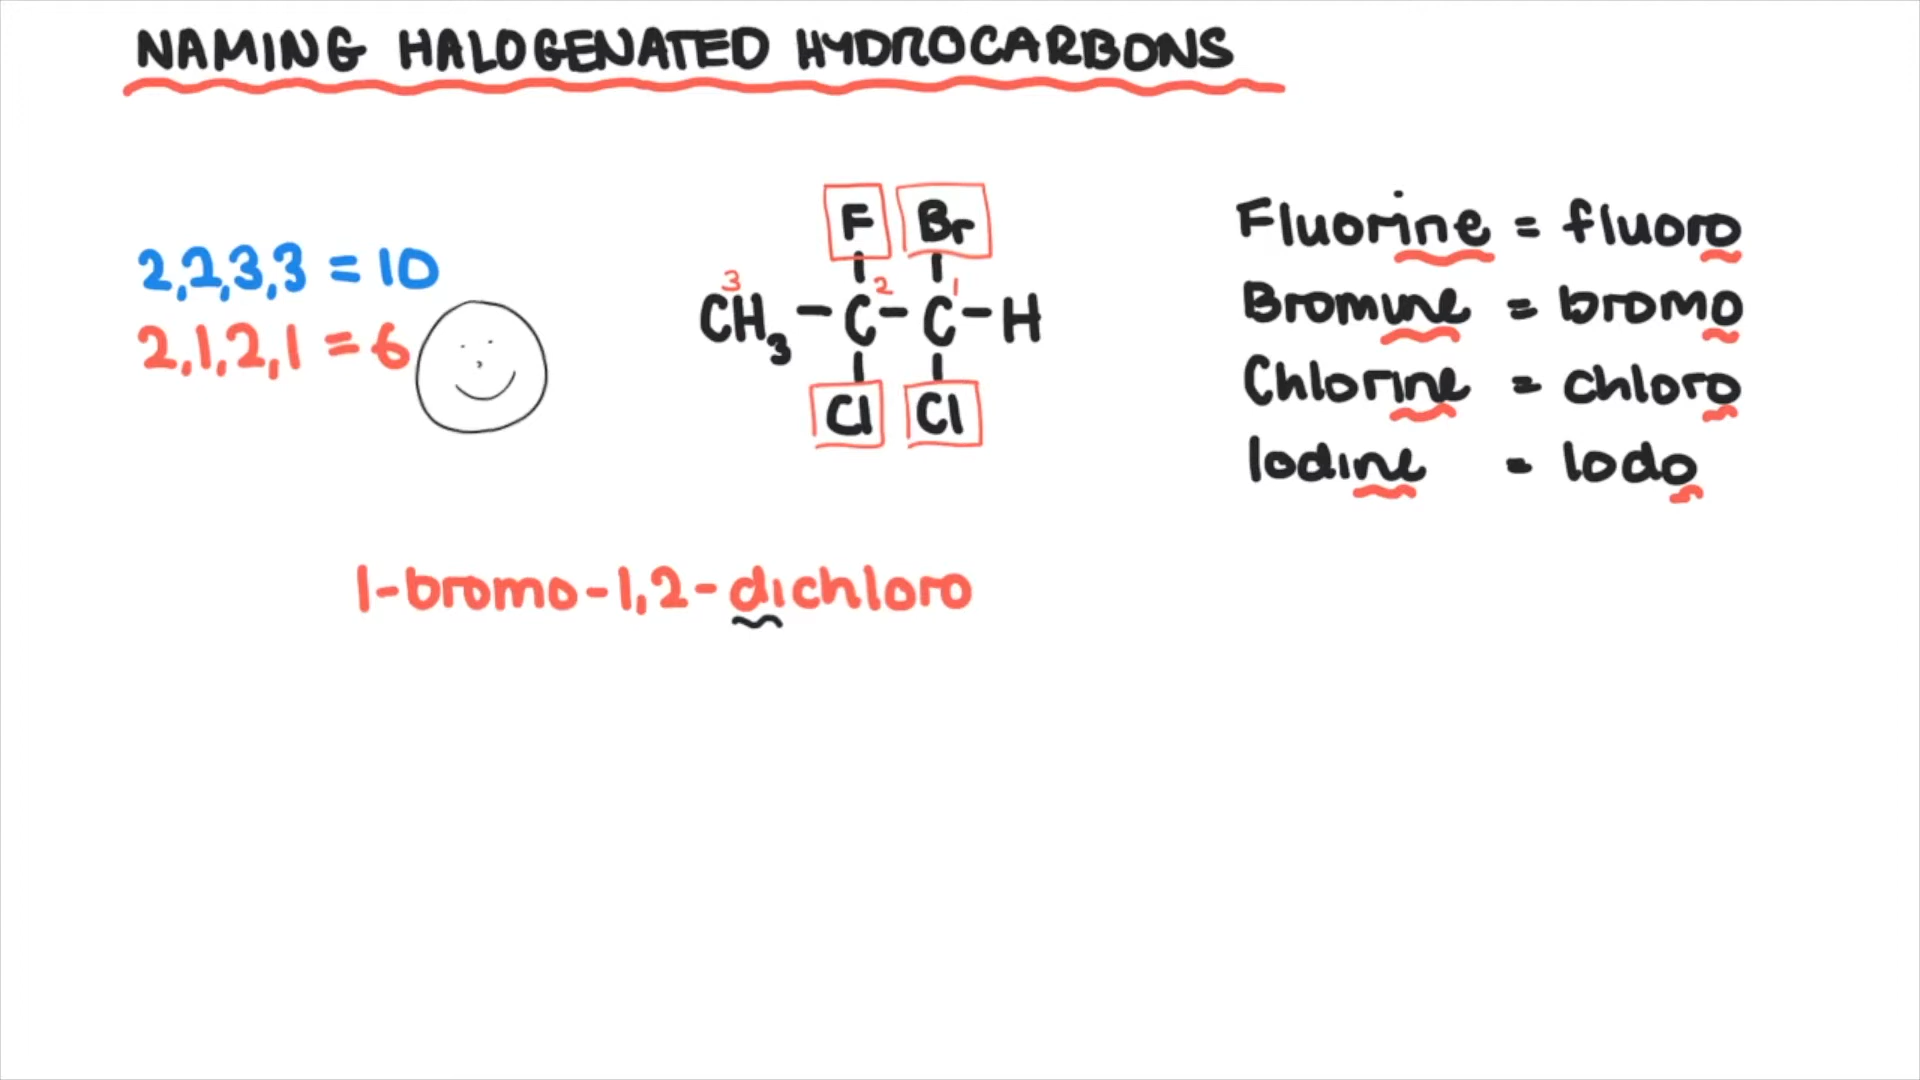 NAMING HALOGENATED HYDROCARBONS
2,2,3,3 = 10
2,1,2,1 = 6
F Br
3 2 1
CH3 - C - C - H
Cl Cl
Fluorine = fluoro
Bromine = bromo
Chlorine = chloro
Iodine = Iodo
1-bromo-1,2-dichloro